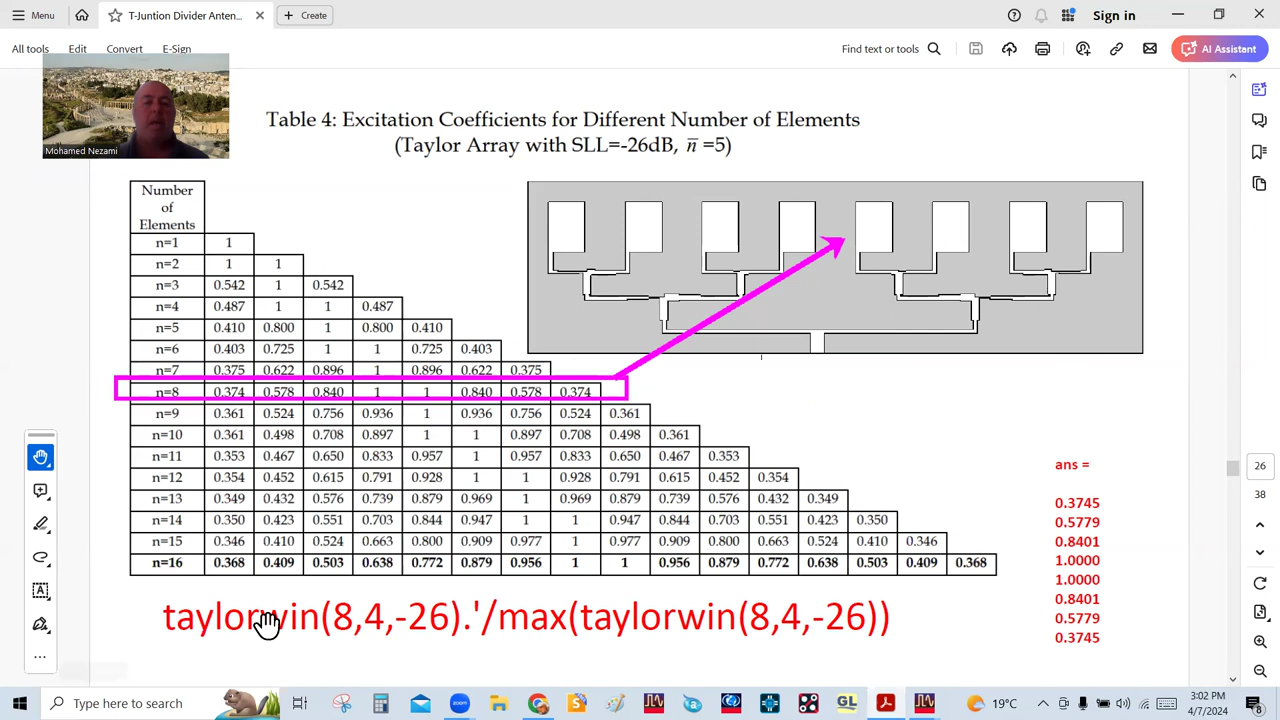 Menu
T-Juntion Divider Anten...
Create
Sign in
All tools
Edit
Convert
E-Sign
Find text or tools
AI Assistant
Mohamed Nezami
Table 4: Excitation Coefficients for Different Number of Elements
(Taylor Array with SLL=-26dB, n̅ =5)
Number
of
Elements
n=1 1
n=2 1 1
n=3 0.542 1 0.542
n=4 0.487 1 1 0.487
n=5 0.410 0.800 1 0.800 0.410
n=6 0.403 0.725 1 1 0.725 0.403
n=7 0.375 0.622 0.896 1 0.896 0.622 0.375
n=8 0.374 0.578 0.840 1 1 0.840 0.578 0.374
n=9 0.361 0.524 0.756 0.936 1 0.936 0.756 0.524 0.361
n=10 0.361 0.498 0.708 0.897 1 1 0.897 0.708 0.498 0.361
n=11 0.353 0.467 0.650 0.833 0.957 1 0.957 0.833 0.650 0.467 0.353
n=12 0.354 0.452 0.615 0.791 0.928 1 1 0.928 0.791 0.615 0.452 0.354
n=13 0.349 0.432 0.576 0.739 0.879 0.969 1 0.969 0.879 0.739 0.576 0.432 0.349
n=14 0.350 0.423 0.551 0.703 0.844 0.947 1 1 0.947 0.844 0.703 0.551 0.423 0.350
n=15 0.346 0.410 0.524 0.663 0.800 0.909 0.977 1 0.977 0.909 0.800 0.663 0.524 0.410 0.346
n=16 0.368 0.409 0.503 0.638 0.772 0.879 0.956 1 1 0.956 0.879 0.772 0.638 0.503 0.409 0.368
ans =
0.3745
0.5779
0.8401
1.0000
1.0000
0.8401
0.5779
0.3745
taylorwin(8,4,-26).'/max(taylorwin(8,4,-26))
26
38
Type here to search
GL
19°C
3:02 PM
4/7/2024
8